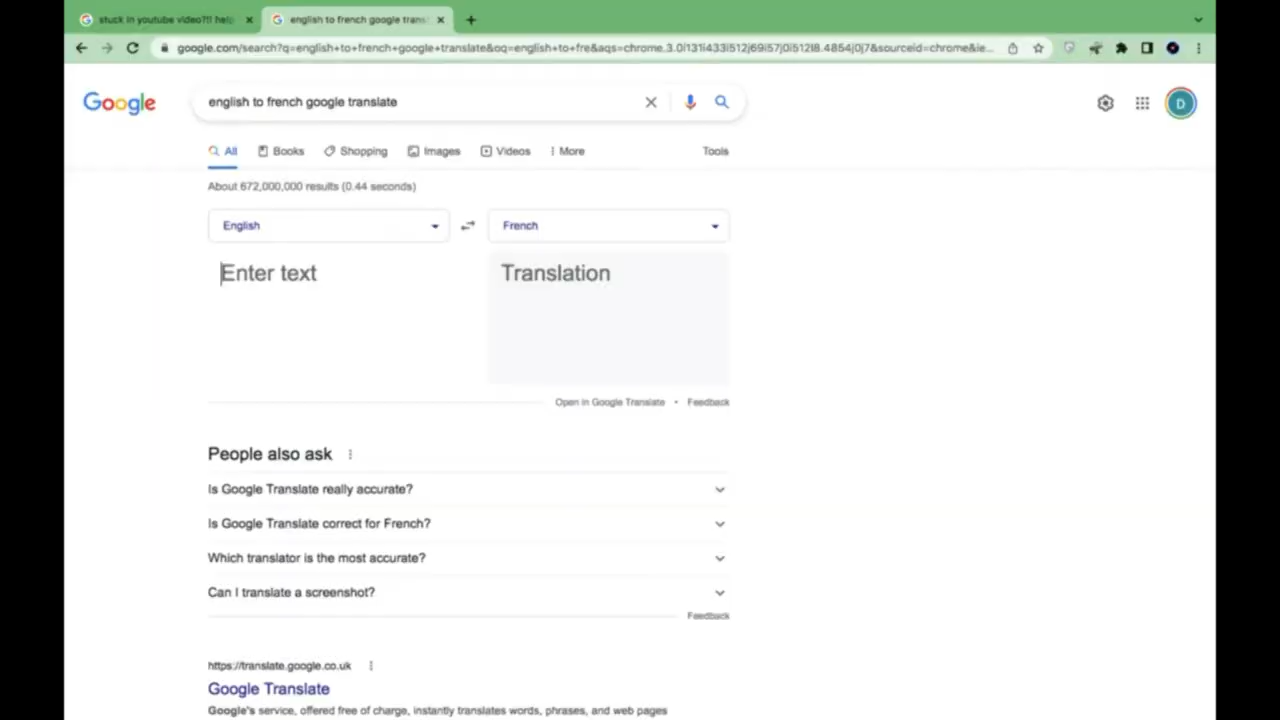 stuck in youtube video?!! help
english to french google trans
google.com/search?q=english+to+french+google+translate&oq=english+to+fre&aqs=chrome.3.0i131i433i512j69i57j0i512l8.4854j0j7&sourceid=chrome&ie...
Google
english to french google translate
D
All Books Shopping Images Videos More Tools
About 672,000,000 results (0.44 seconds)
English French
Enter text Translation
Open in Google Translate • Feedback
People also ask
Is Google Translate really accurate?
Is Google Translate correct for French?
Which translator is the most accurate?
Can I translate a screenshot?
Feedback
https://translate.google.co.uk
Google Translate
Google's service, offered free of charge, instantly translates words, phrases, and web pages